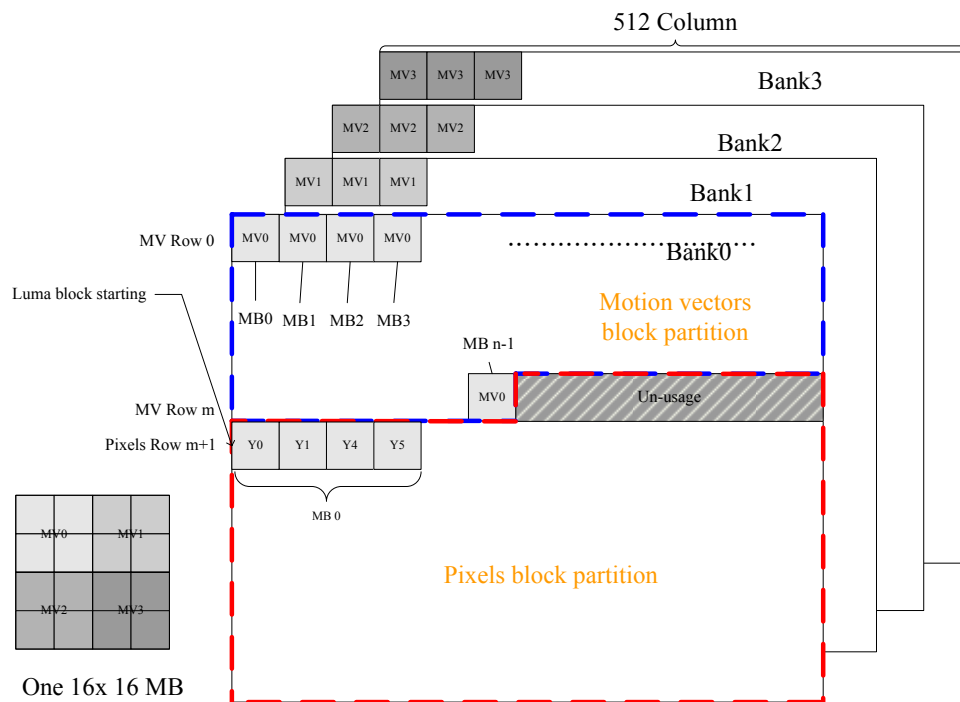 512 Column
MV3 MV3 MV3
Bank3
MV2 MV2 MV2
Bank2
MV1 MV1 MV1
Bank1
MV Row 0
MV0 MV0 MV0 MV0
..............................
Bank0
Luma block starting
MB0 MB1 MB2 MB3
Motion vectors
block partition
MB n-1
MV0
Un-usage
MV Row m
Pixels Row m+1
Y0 Y1 Y4 Y5
MB 0
MV0 MV1
MV2 MV3
Pixels block partition
One 16x 16 MB